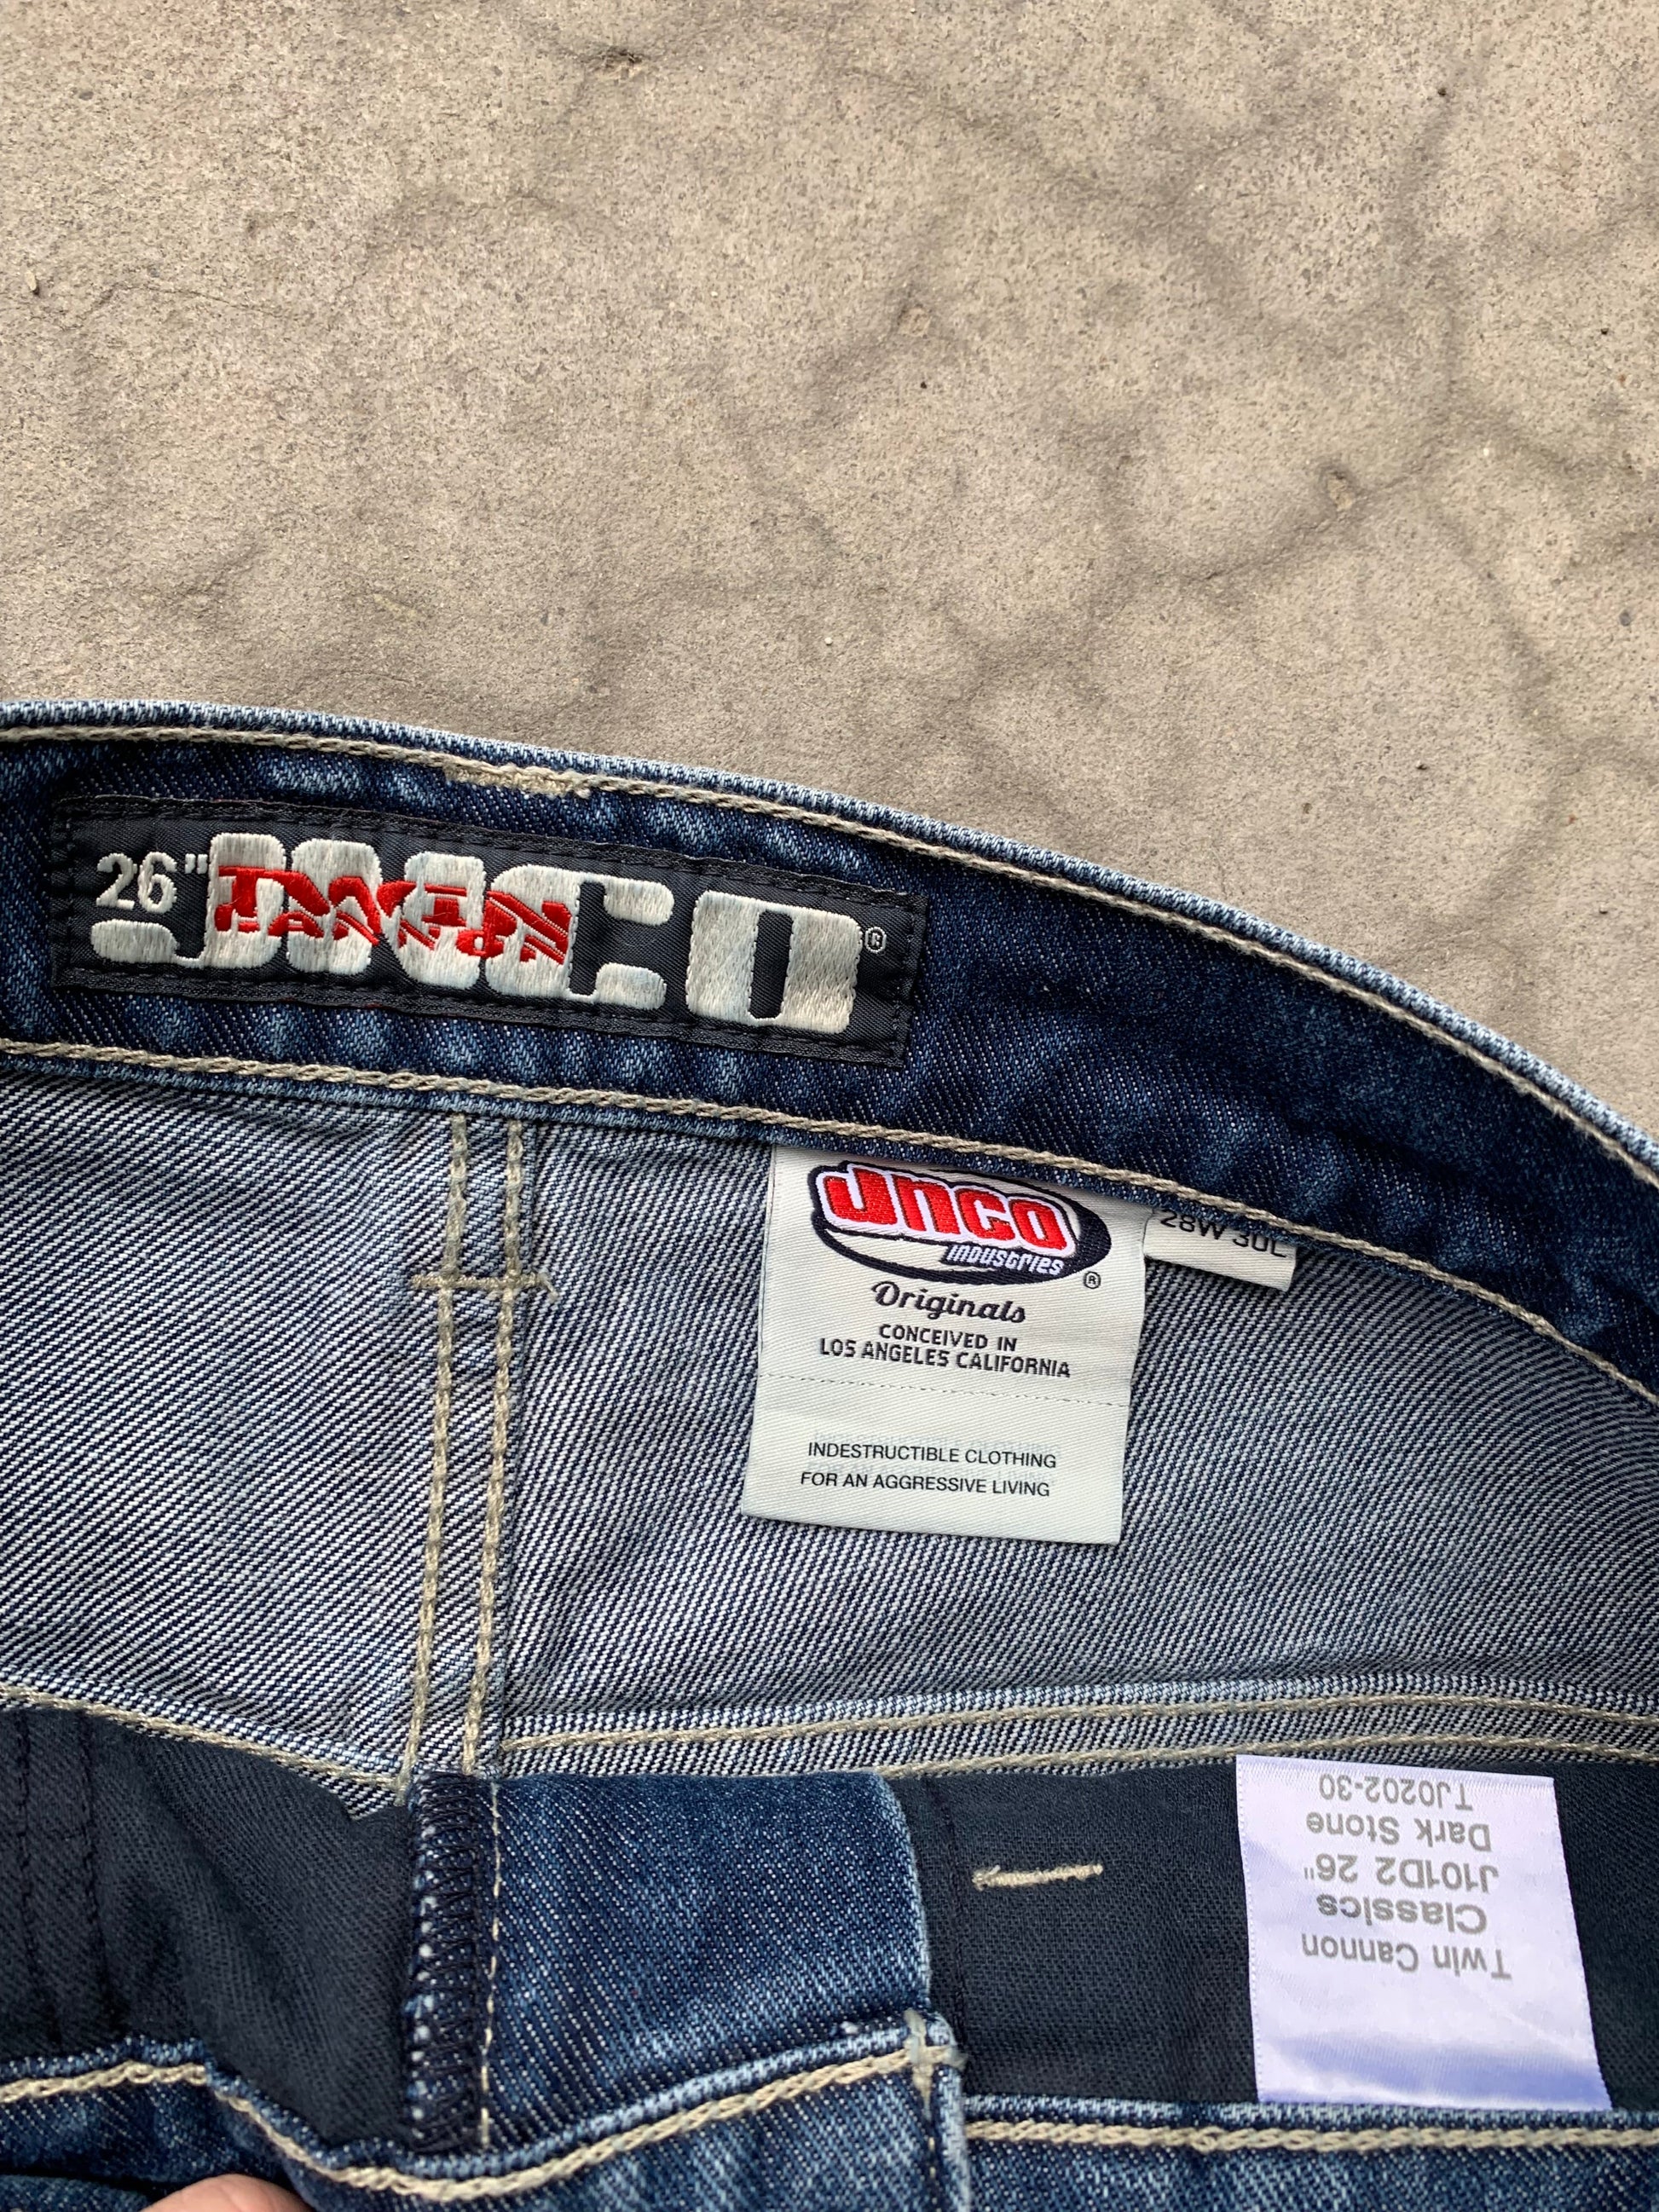 26" JNCO ®
TWIN
CANNON
JNCO
INDUSTRIES ®
Originals
CONCEIVED IN
LOS ANGELES CALIFORNIA
INDESTRUCTIBLE CLOTHING
FOR AN AGGRESSIVE LIVING
28W 30L
Twin Cannon
Classics
J101D2 26"
Dark Stone
TJ0202-30